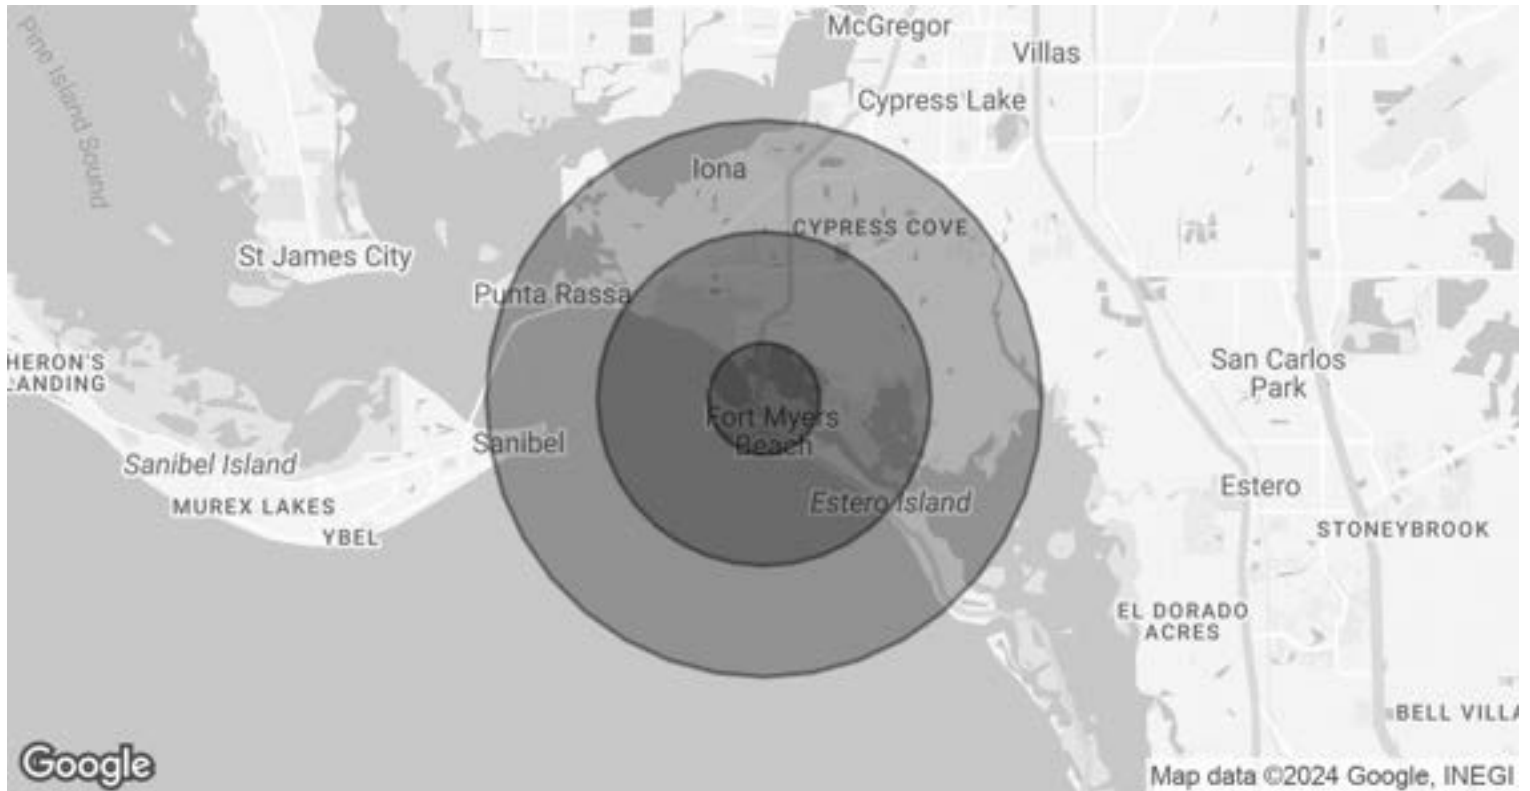 McGregor
Villas
Pine Island Sound
Cypress Lake
Iona
CYPRESS COVE
St James City
Punta Rassa
HERON'S
LANDING
San Carlos
Park
Fort Myers
Beach
Sanibel
Sanibel Island
Estero Island
Estero
MUREX LAKES
YBEL
STONEYBROOK
EL DORADO
ACRES
BELL VILLA
Google
Map data ©2024 Google, INEGI